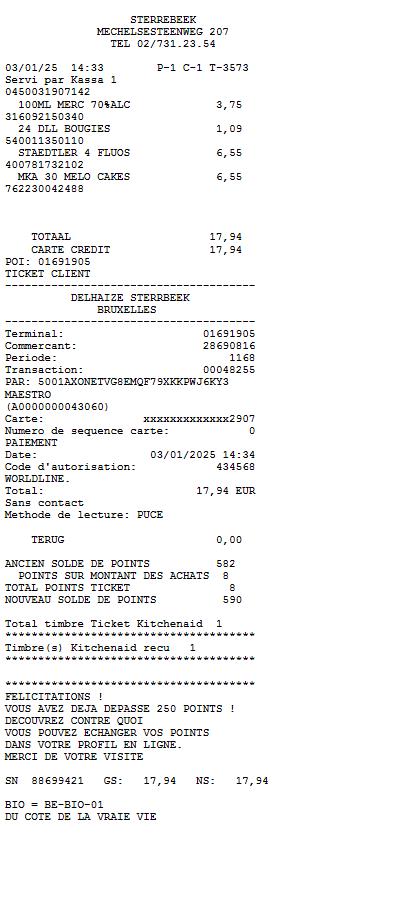 STERREBEEK
MECHELSESTEENWEG 207
TEL 02/731.23.54
03/01/25 14:33 P-1 C-1 T-3573
Servi par Kassa 1
0450031907142
100ML MERC 70%ALC 3,75
316092150340
24 DLL BOUGIES 1,09
540011350110
STAEDTLER 4 FLUOS 6,55
400781732102
MKA 30 MELO CAKES 6,55
762230042488
TOTAAL 17,94
CARTE CREDIT 17,94
POI: 01691905
TICKET CLIENT
--------------------------------------
DELHAIZE STERRBEEK
BRUXELLES
--------------------------------------
Terminal: 01691905
Commercant: 28690816
Periode: 1168
Transaction: 00048255
PAR: 5001AXONETVG8EMQF79XKKPWJ6KY3
MAESTRO
(A0000000043060)
Carte: xxxxxxxxxxxxx2907
Numero de sequence carte: 0
PAIEMENT
Date: 03/01/2025 14:34
Code d'autorisation: 434568
WORLDLINE.
Total: 17,94 EUR
Sans contact
Methode de lecture: PUCE
TERUG 0,00
ANCIEN SOLDE DE POINTS 582
POINTS SUR MONTANT DES ACHATS 8
TOTAL POINTS TICKET 8
NOUVEAU SOLDE DE POINTS 590
Total timbre Ticket Kitchenaid 1
**************************************
Timbre(s) Kitchenaid recu 1
**************************************
**************************************
FELICITATIONS !
VOUS AVEZ DEJA DEPASSE 250 POINTS !
DECOUVREZ CONTRE QUOI
VOUS POUVEZ ECHANGER VOS POINTS
DANS VOTRE PROFIL EN LIGNE.
MERCI DE VOTRE VISITE
SN 88699421 GS: 17,94 NS: 17,94
BIO = BE-BIO-01
DU COTE DE LA VRAIE VIE